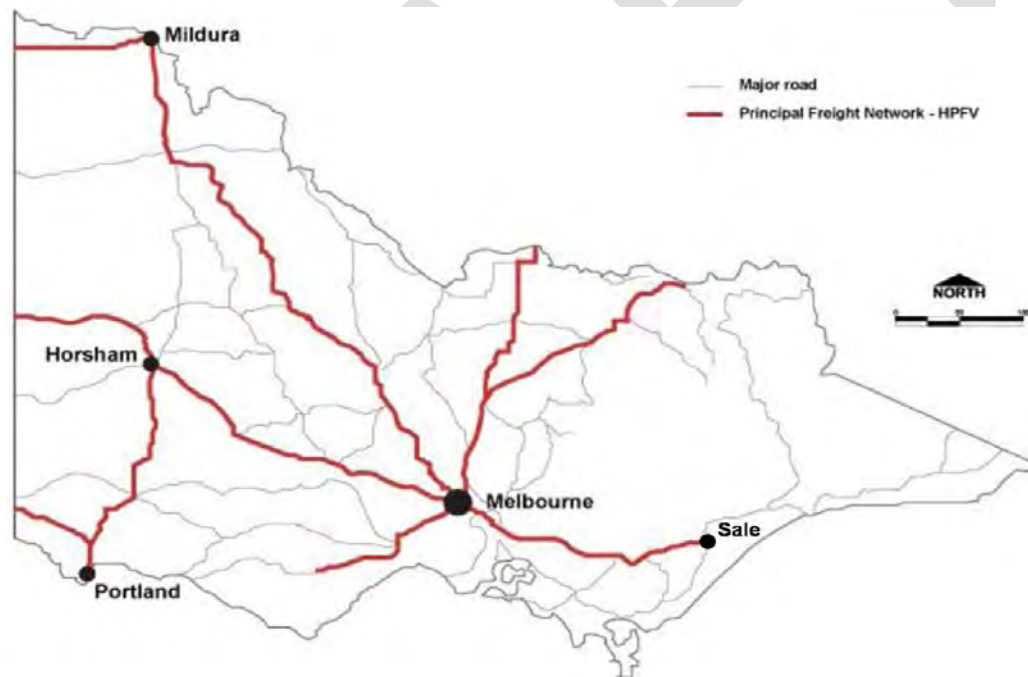 Mildura
Major road
Principal Freight Network - HPFV
NORTH
Horsham
Melbourne
Sale
Portland